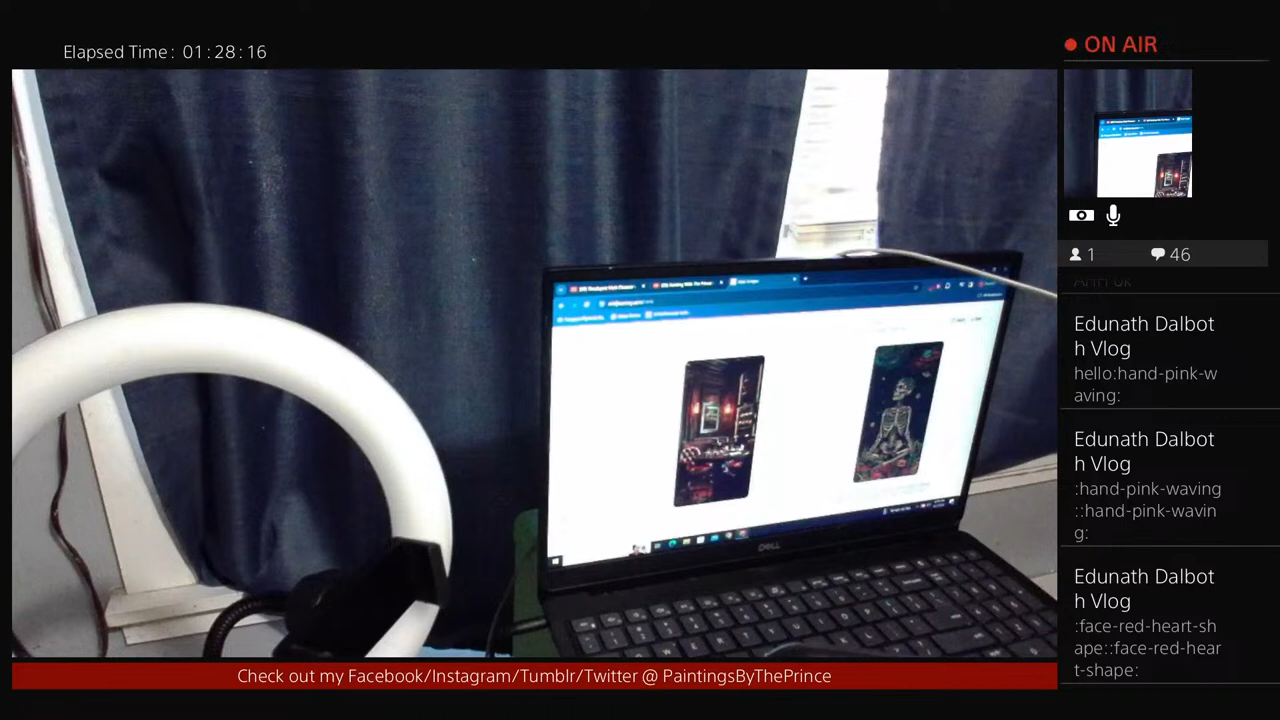 Elapsed Time: 01:28:16
ON AIR
1
46
Edunath Dalbot
h Vlog
hello:hand-pink-w
aving:
Edunath Dalbot
h Vlog
:hand-pink-waving
::hand-pink-wavin
g:
Edunath Dalbot
h Vlog
:face-red-heart-sh
ape::face-red-hear
t-shape:
DELL
Check out my Facebook/Instagram/Tumblr/Twitter @ PaintingsByThePrince